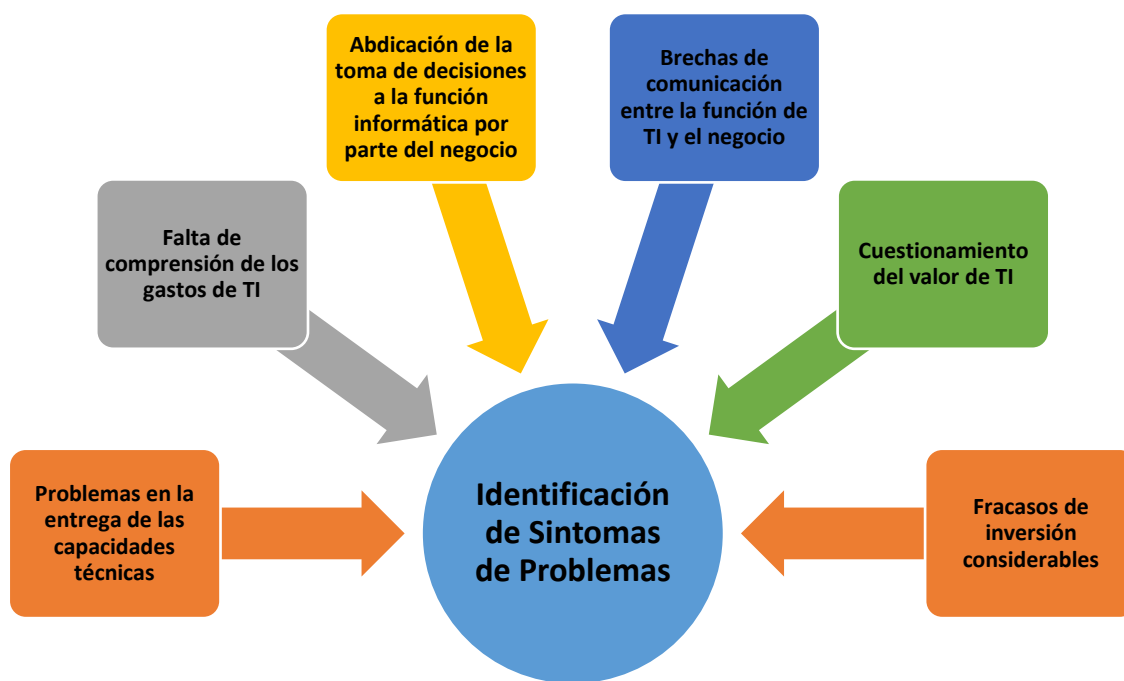 Abdicación de la
toma de decisiones
a la función
informática por
parte del negocio
Brechas de
comunicación
entre la función de
TI y el negocio
Falta de
comprensión de los
gastos de TI
Cuestionamiento
del valor de TI
Problemas en la
entrega de las
capacidades
técnicas
Identificación
de Sintomas
de Problemas
Fracasos de
inversión
considerables